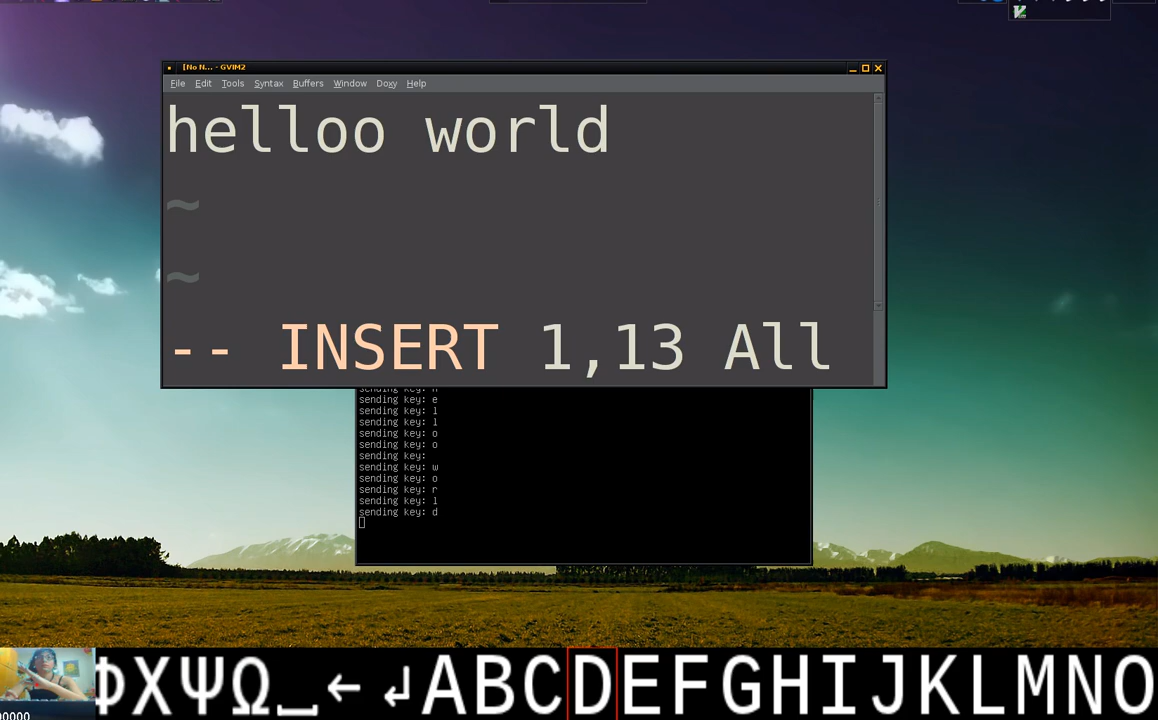 [No N... - GVIM2
File Edit Tools Syntax Buffers Window Doxy Help
helloo world
~
~
-- INSERT 1,13 All
sending key: e
sending key: l
sending key: l
sending key: o
sending key: o
sending key:
sending key: w
sending key: o
sending key: r
sending key: l
sending key: d
ΦΧΨΩ_←↲ABCDEFGHIJKLMNO
00000